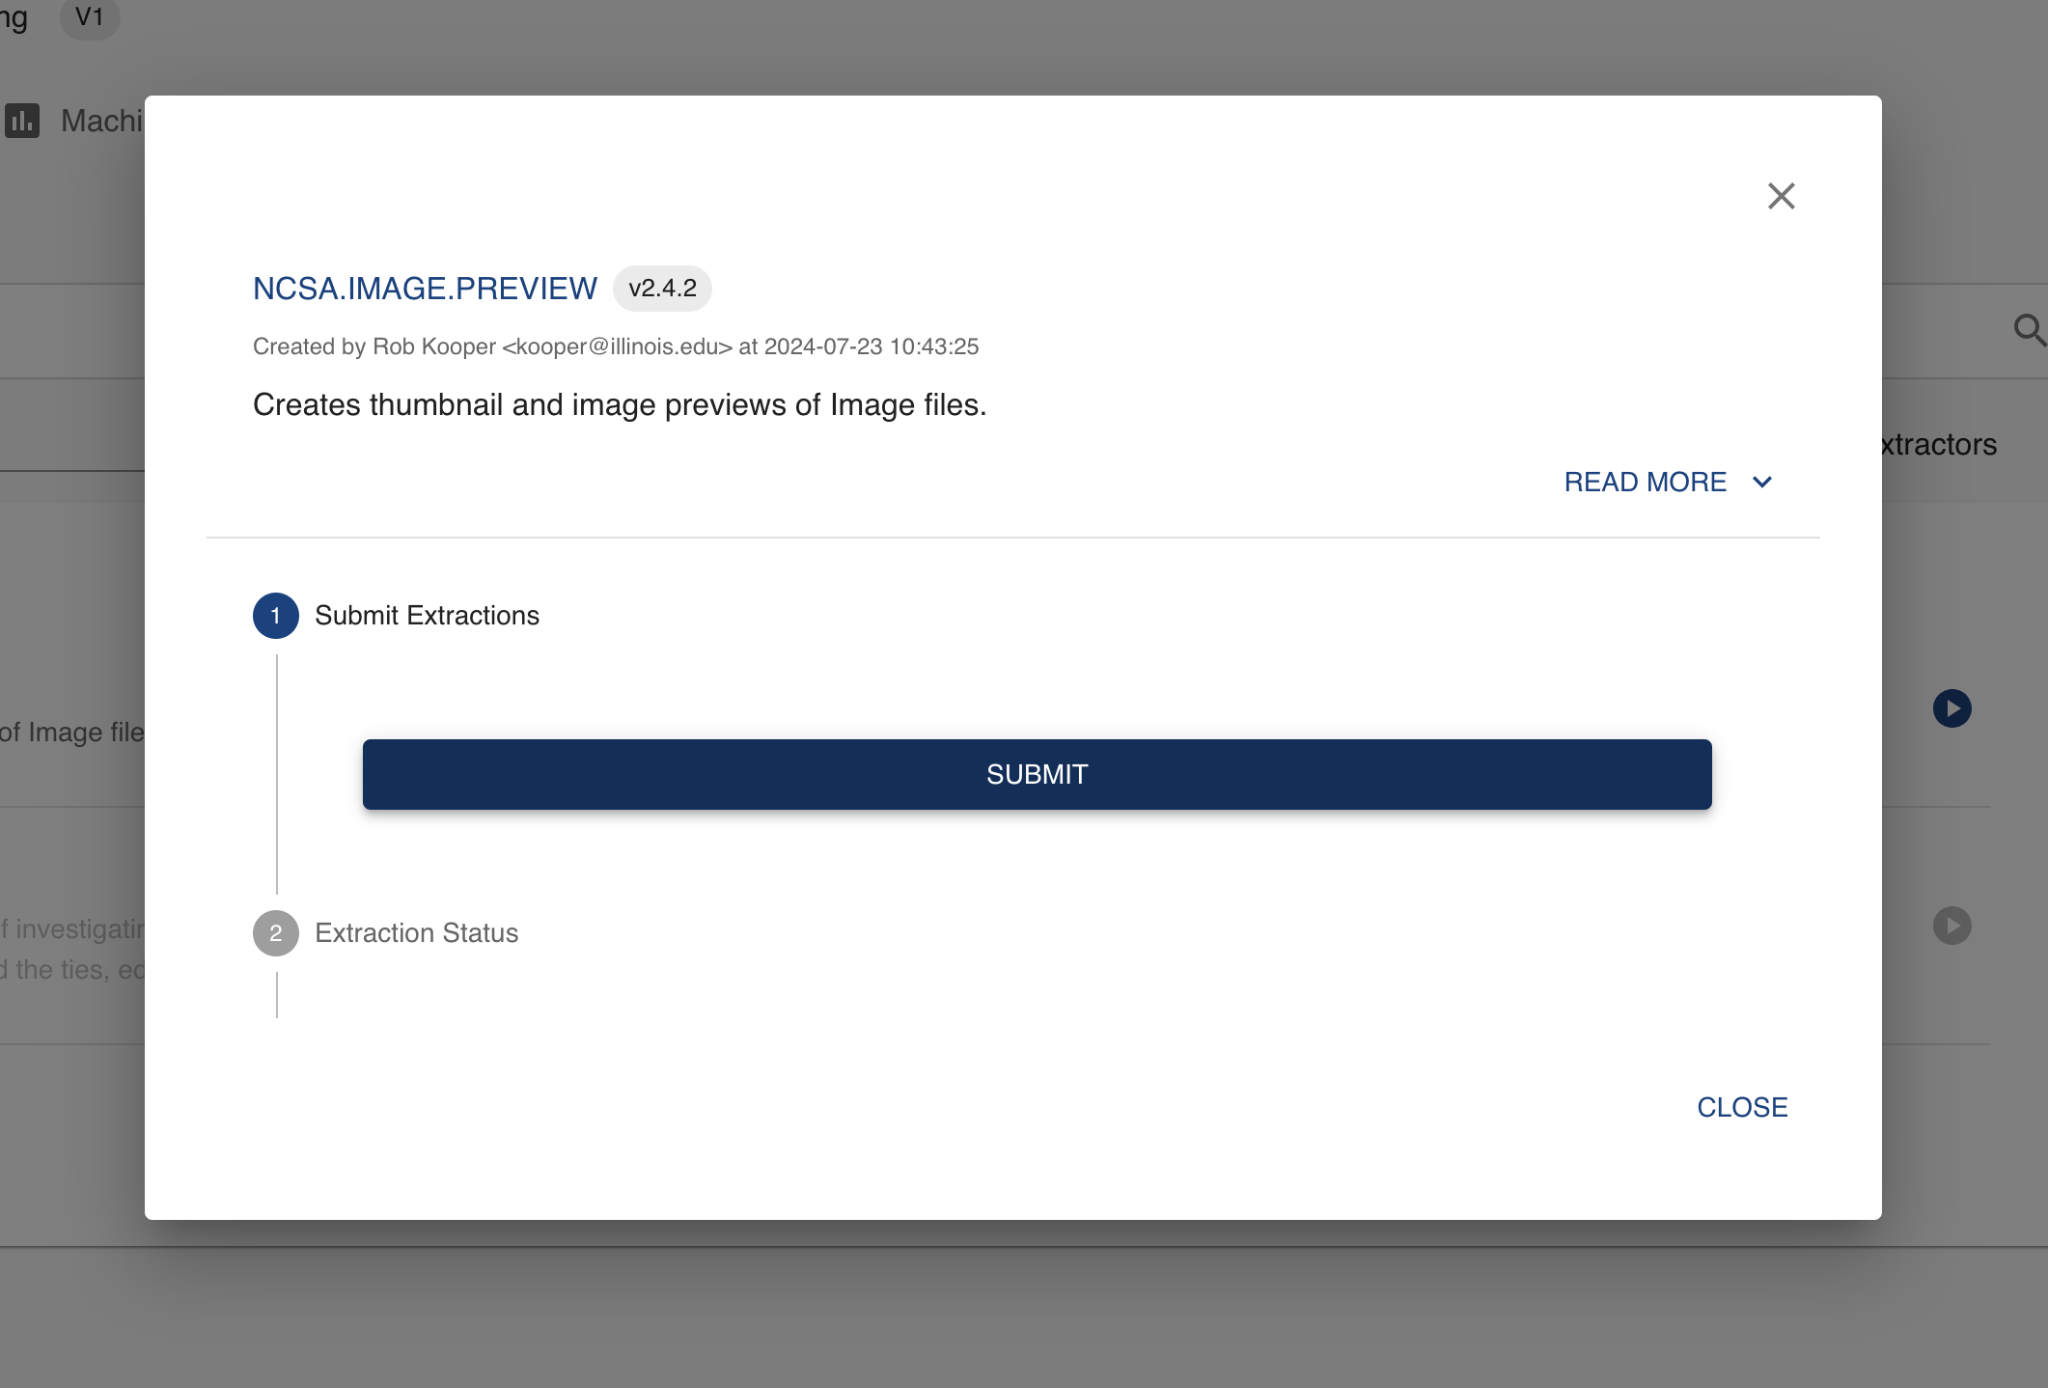 ng V1
Machi
NCSA.IMAGE.PREVIEW v2.4.2
Created by Rob Kooper <kooper@illinois.edu> at 2024-07-23 10:43:25
Creates thumbnail and image previews of Image files.
xtractors
READ MORE
1 Submit Extractions
of Image file
SUBMIT
f investigatin
2 Extraction Status
d the ties, ec
CLOSE